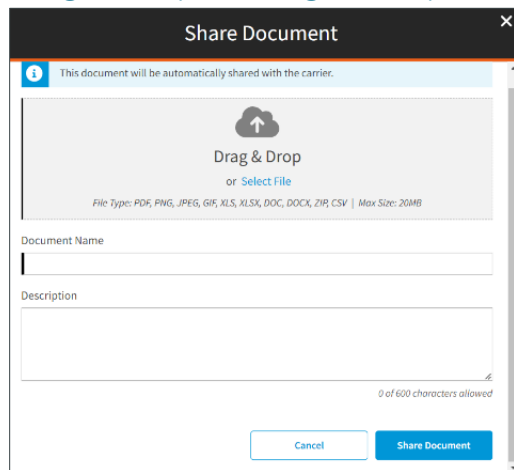 Share Document
This document will be automatically shared with the carrier.
Drag & Drop
or Select File
File Type: PDF, PNG, JPEG, GIF, XLS, XLSX, DOC, DOCX, ZIP, CSV | Max Size: 20MB
Document Name
Description
0 of 600 characters allowed
Cancel Share Document